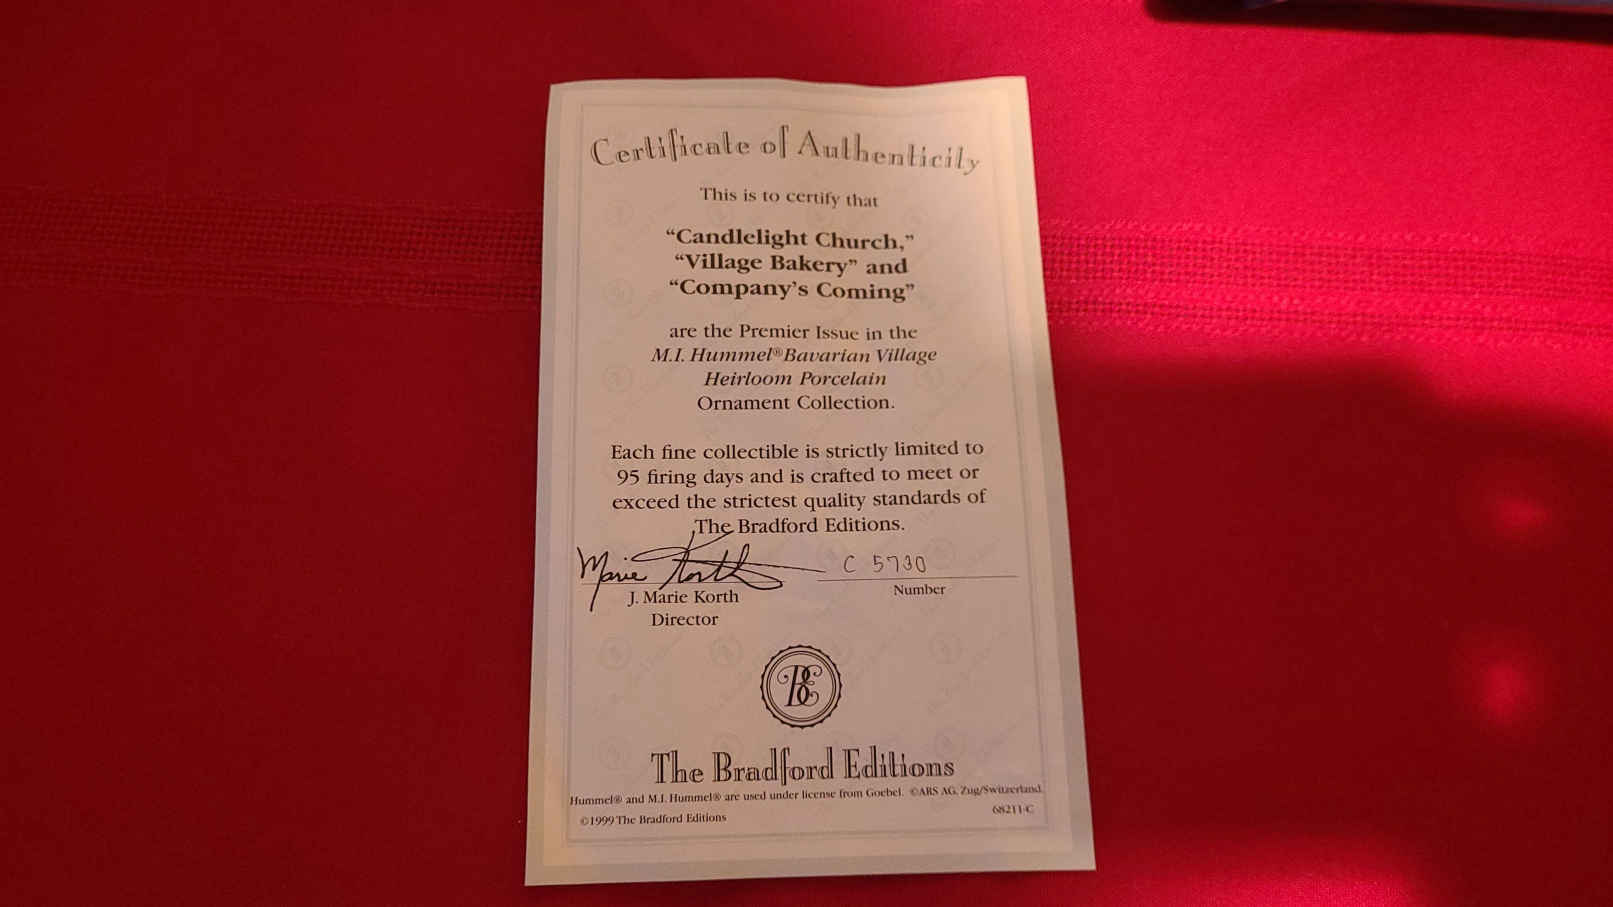 Certificate of Authenticity
This is to certify that
“Candlelight Church,”
“Village Bakery” and
“Company’s Coming”
are the Premier Issue in the
M.I. Hummel® Bavarian Village
Heirloom Porcelain
Ornament Collection.
Each fine collectible is strictly limited to
95 firing days and is crafted to meet or
exceed the strictest quality standards of
The Bradford Editions.
Marie Korth
C 5730
J. Marie Korth
Number
Director
BE
The Bradford Editions
Hummel® and M.I. Hummel® are used under license from Goebel. ©ARS AG, Zug/Switzerland.
68211-C
©1999 The Bradford Editions